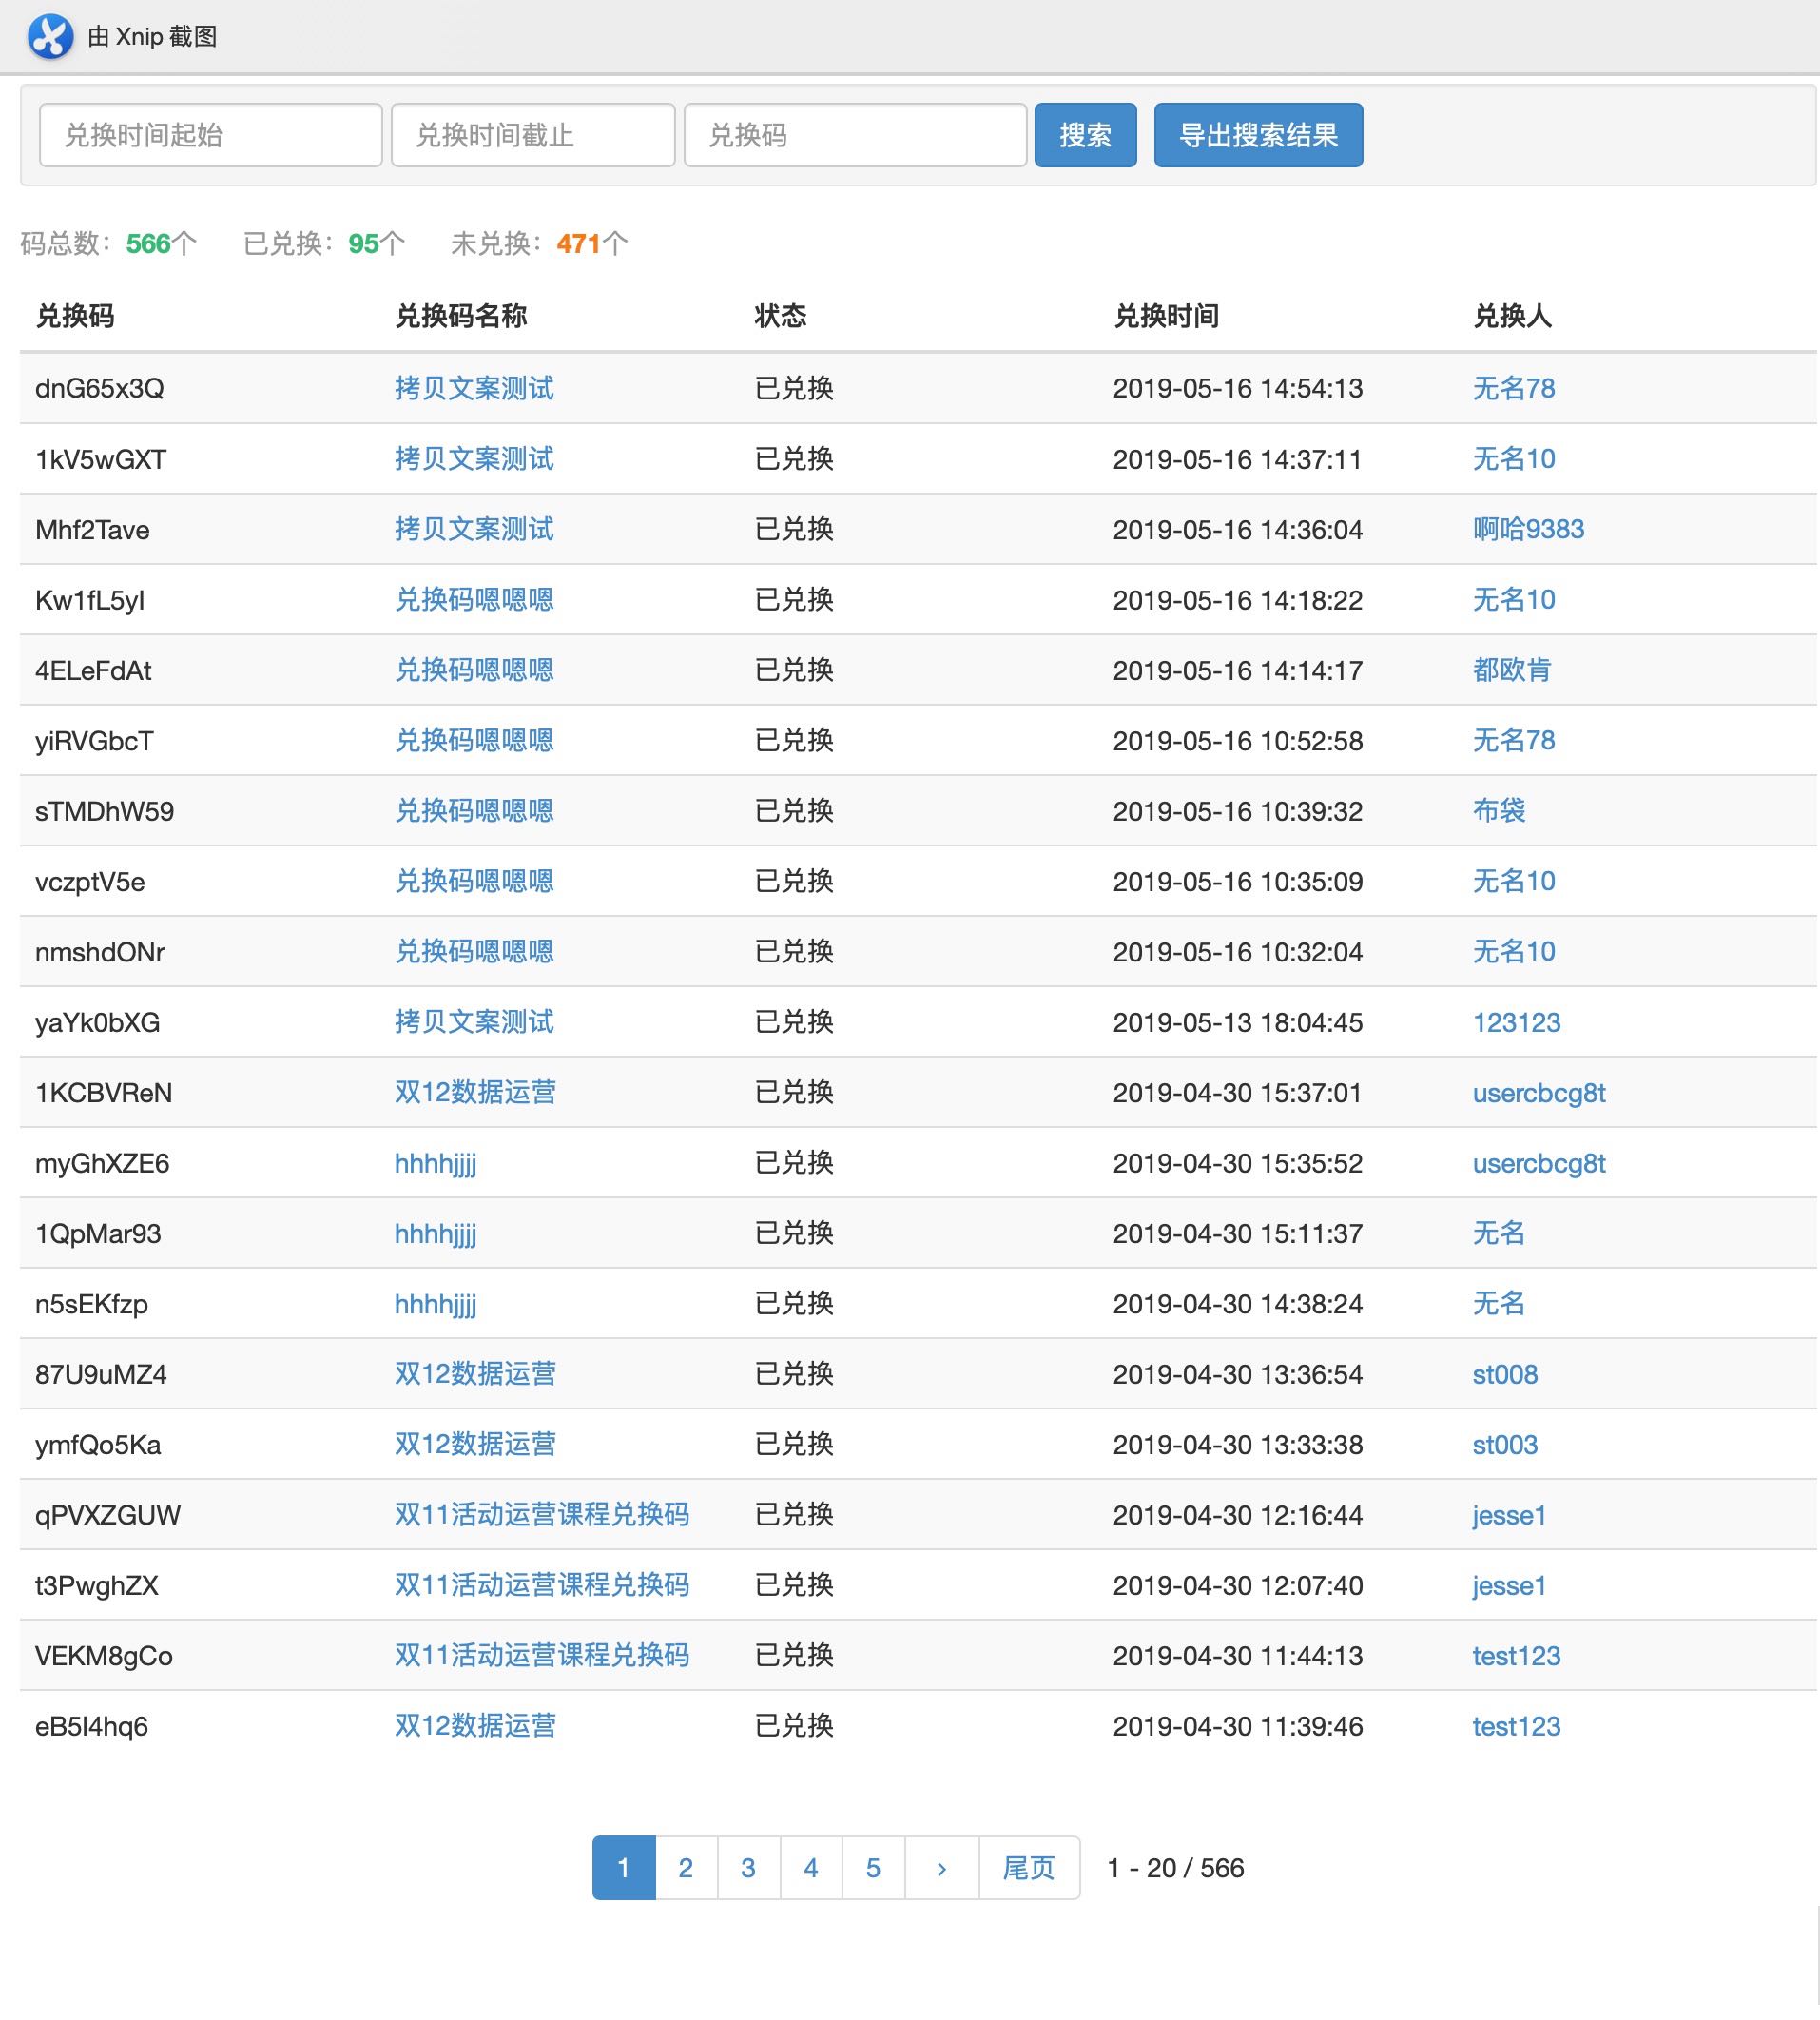 由 Xnip 截图
兑换时间起始 兑换时间截止 兑换码 搜索 导出搜索结果
码总数：566个 已兑换：95个 未兑换：471个
兑换码 兑换码名称 状态 兑换时间 兑换人
dnG65x3Q 拷贝文案测试 已兑换 2019-05-16 14:54:13 无名78
1kV5wGXT 拷贝文案测试 已兑换 2019-05-16 14:37:11 无名10
Mhf2Tave 拷贝文案测试 已兑换 2019-05-16 14:36:04 啊哈9383
Kw1fL5yI 兑换码嗯嗯嗯 已兑换 2019-05-16 14:18:22 无名10
4ELeFdAt 兑换码嗯嗯嗯 已兑换 2019-05-16 14:14:17 都欧肯
yiRVGbcT 兑换码嗯嗯嗯 已兑换 2019-05-16 10:52:58 无名78
sTMDhW59 兑换码嗯嗯嗯 已兑换 2019-05-16 10:39:32 布袋
vczptV5e 兑换码嗯嗯嗯 已兑换 2019-05-16 10:35:09 无名10
nmshdONr 兑换码嗯嗯嗯 已兑换 2019-05-16 10:32:04 无名10
yaYk0bXG 拷贝文案测试 已兑换 2019-05-13 18:04:45 123123
1KCBVReN 双12数据运营 已兑换 2019-04-30 15:37:01 usercbcg8t
myGhXZE6 hhhhjjjj 已兑换 2019-04-30 15:35:52 usercbcg8t
1QpMar93 hhhhjjjj 已兑换 2019-04-30 15:11:37 无名
n5sEKfzp hhhhjjjj 已兑换 2019-04-30 14:38:24 无名
87U9uMZ4 双12数据运营 已兑换 2019-04-30 13:36:54 st008
ymfQo5Ka 双12数据运营 已兑换 2019-04-30 13:33:38 st003
qPVXZGUW 双11活动运营课程兑换码 已兑换 2019-04-30 12:16:44 jesse1
t3PwghZX 双11活动运营课程兑换码 已兑换 2019-04-30 12:07:40 jesse1
VEKM8gCo 双11活动运营课程兑换码 已兑换 2019-04-30 11:44:13 test123
eB5I4hq6 双12数据运营 已兑换 2019-04-30 11:39:46 test123
1 2 3 4 5 › 尾页 1 - 20 / 566